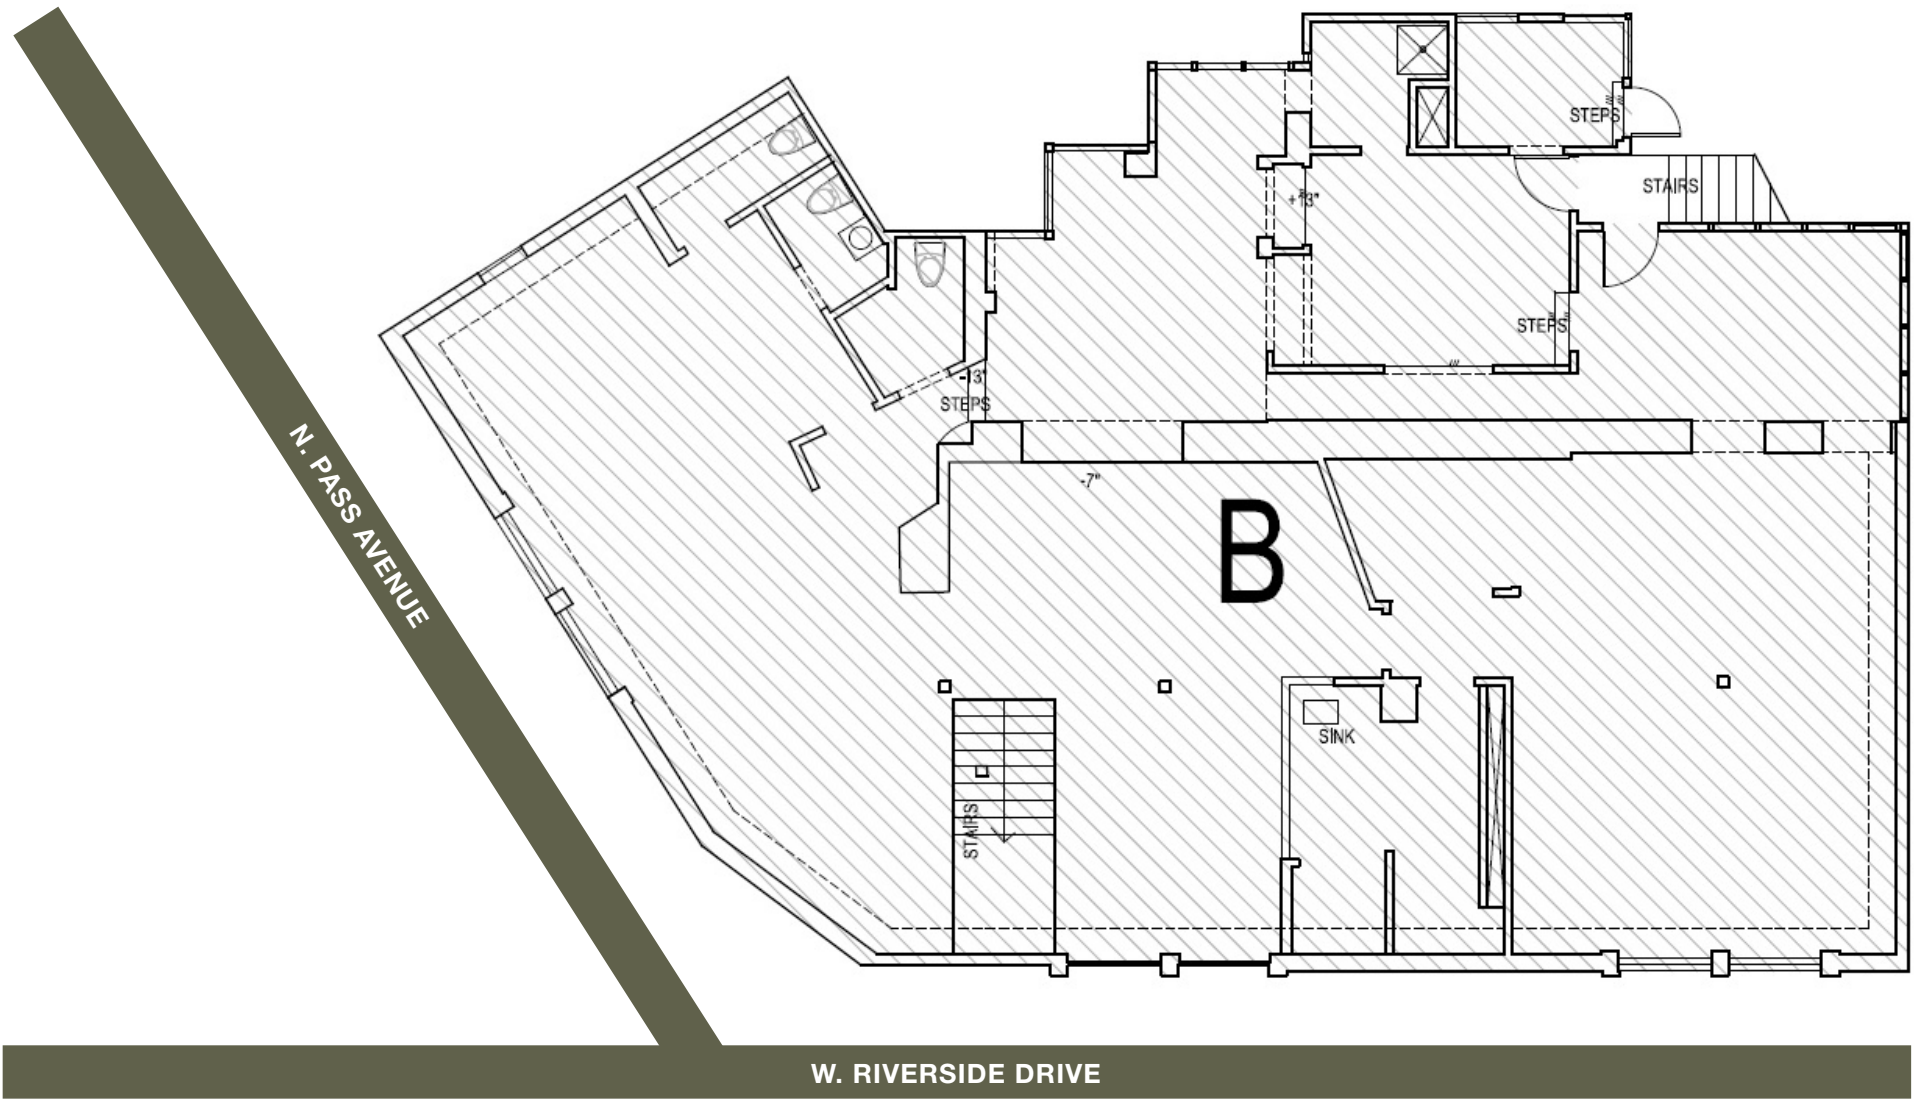 STEPS
STAIRS
+13"
STEPS
-13"
STEPS
N. PASS AVENUE
-7"
B
SINK
STAIRS
W. RIVERSIDE DRIVE